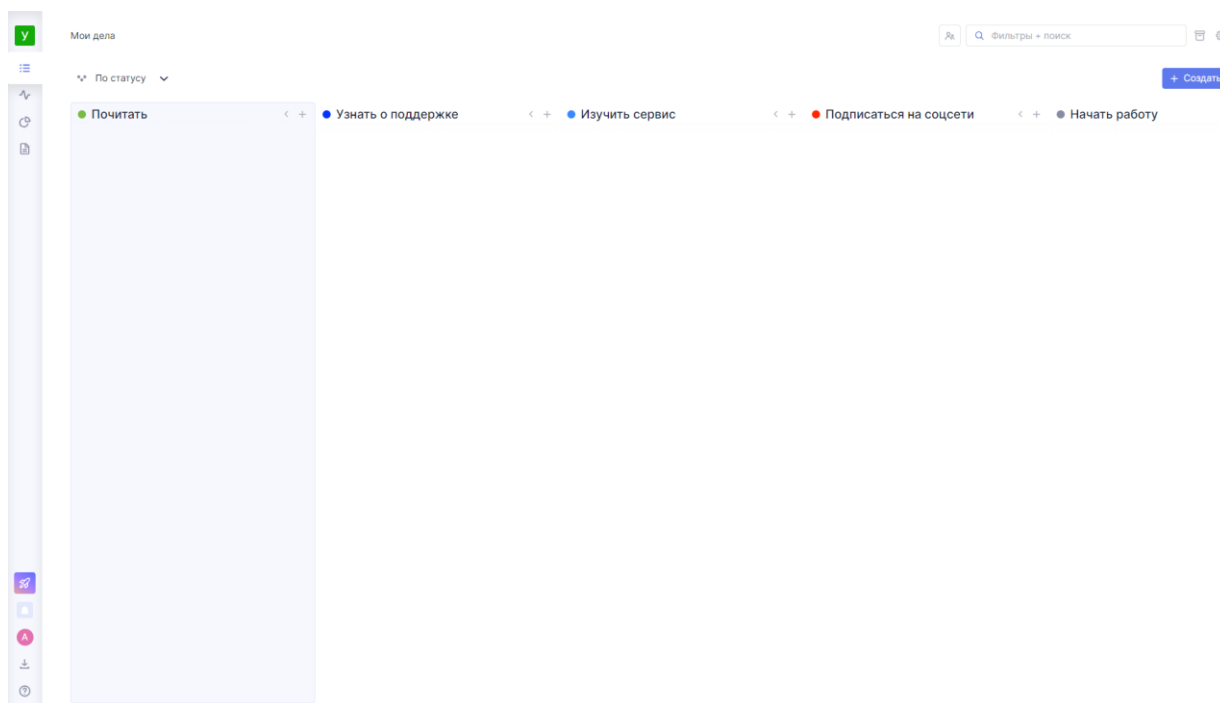 У
Мои дела
Фильтры + поиск
По статусу
+ Создать
Почитать
Узнать о поддержке
Изучить сервис
Подписаться на соцсети
Начать работу
A